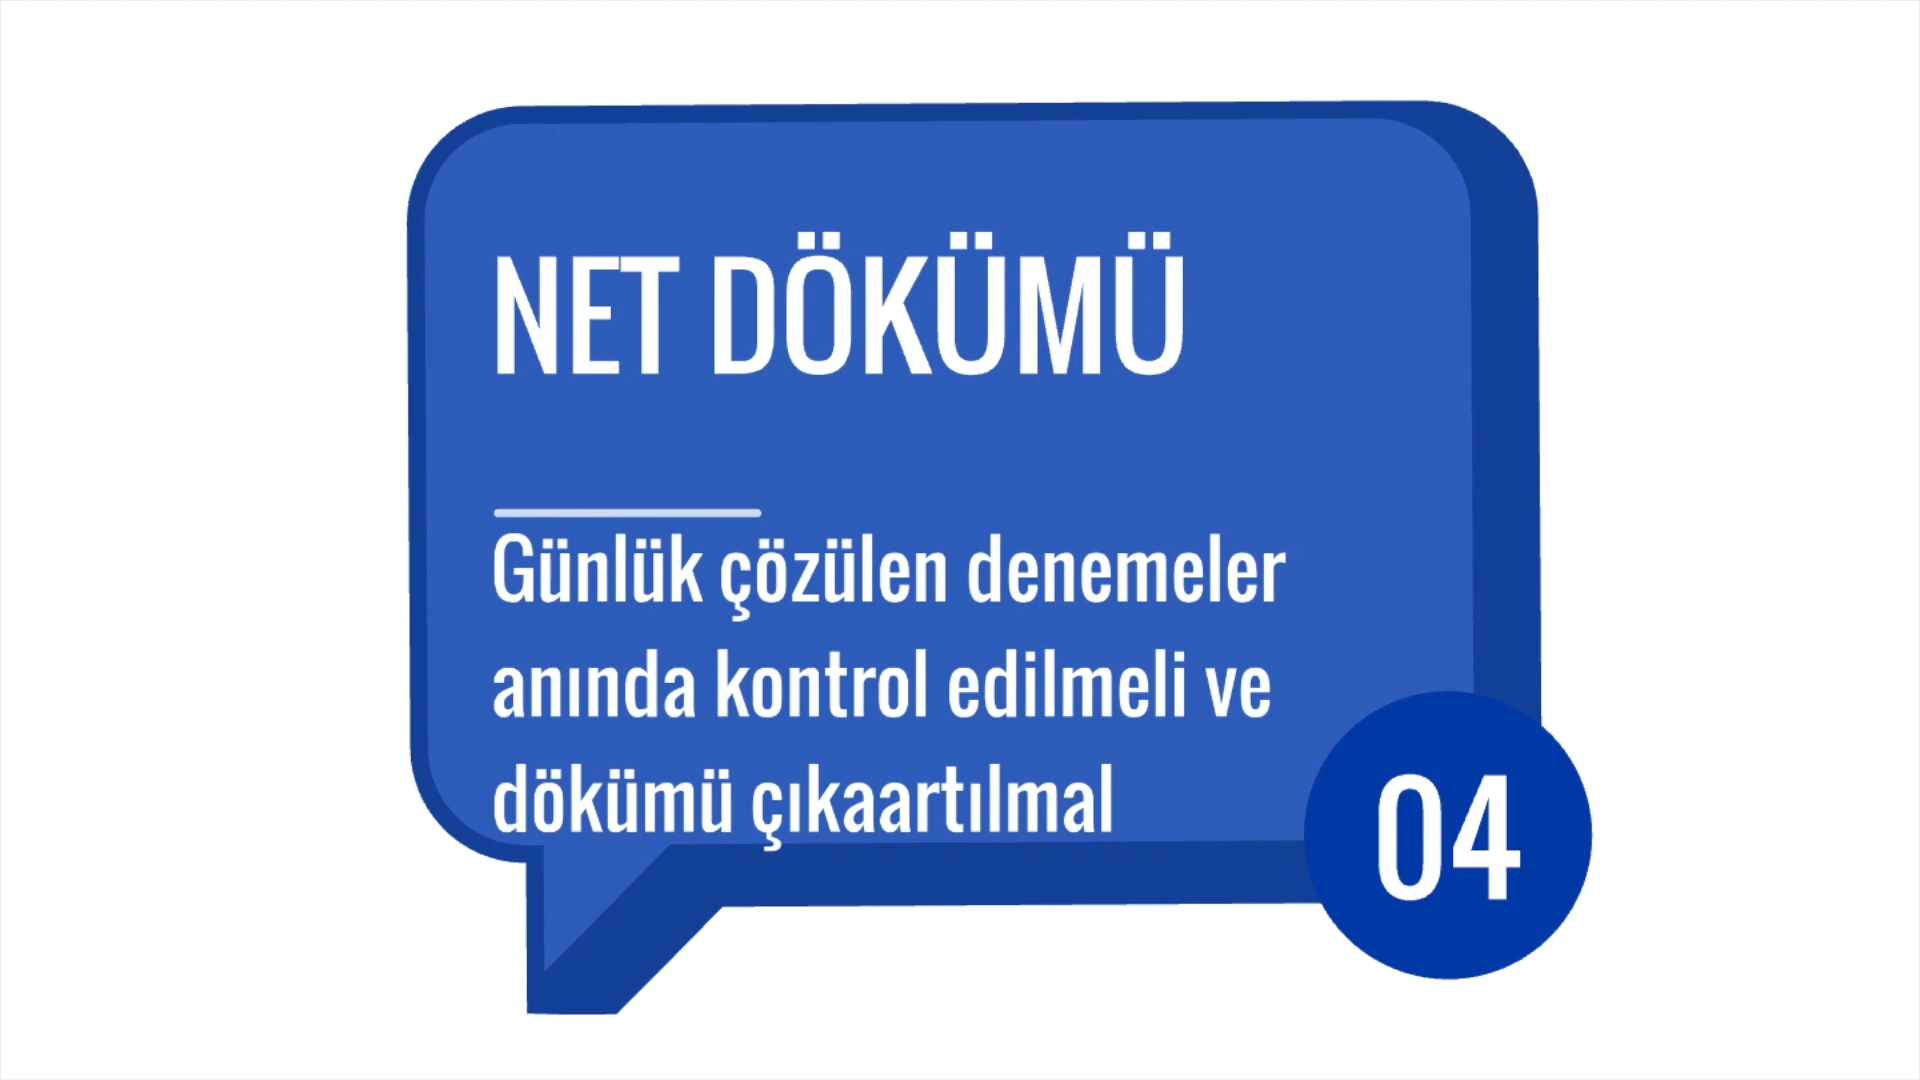 NET DÖKÜMÜ
Günlük çözülen denemeler
anında kontrol edilmeli ve
dökümü çıkaartılmal
04